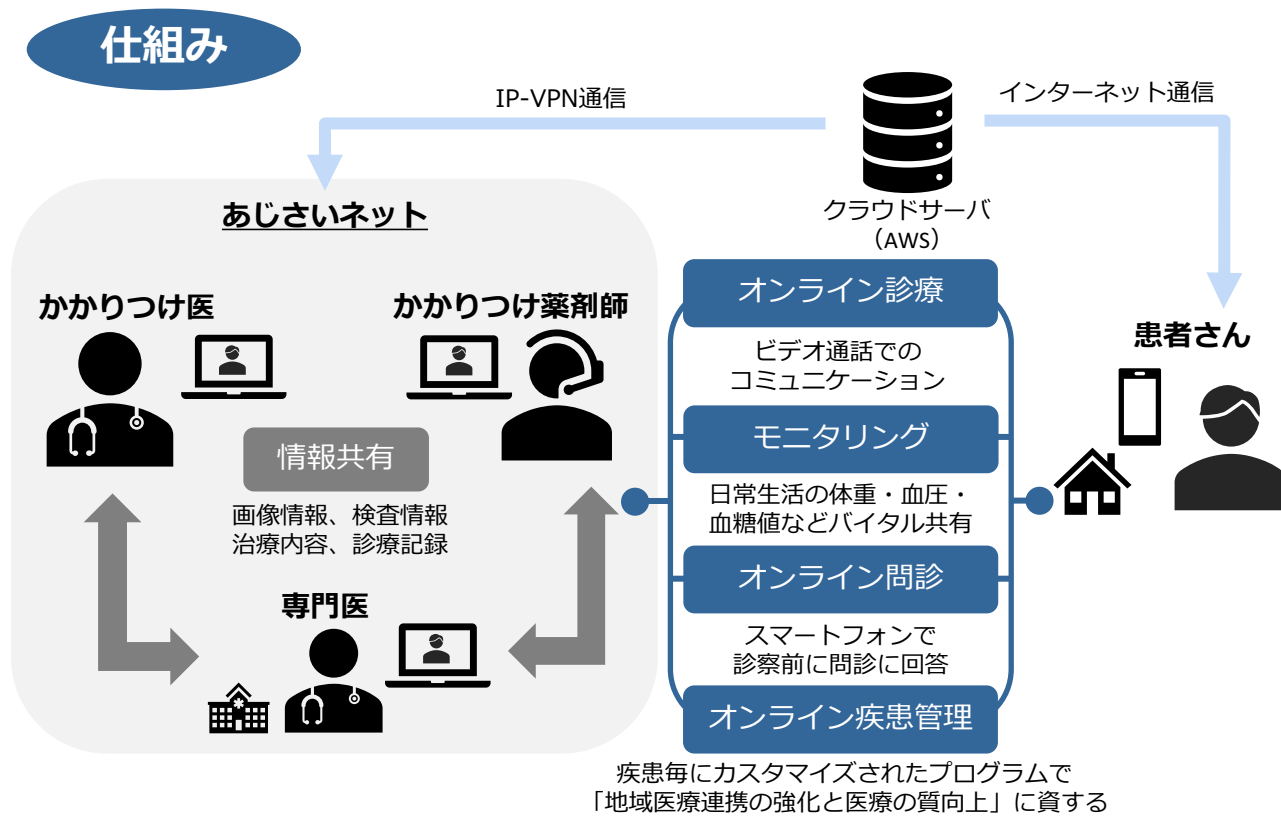 仕組み
IP-VPN通信
インターネット通信
クラウドサーバ
（AWS）
あじさいネット
かかりつけ医
かかりつけ薬剤師
情報共有
画像情報、検査情報
治療内容、診療記録
専門医
オンライン診療
ビデオ通話での
コミュニケーション
モニタリング
日常生活の体重・血圧・
血糖値などバイタル共有
オンライン問診
スマートフォンで
診察前に問診に回答
オンライン疾患管理
疾患毎にカスタマイズされたプログラムで
「地域医療連携の強化と医療の質向上」に資する
患者さん